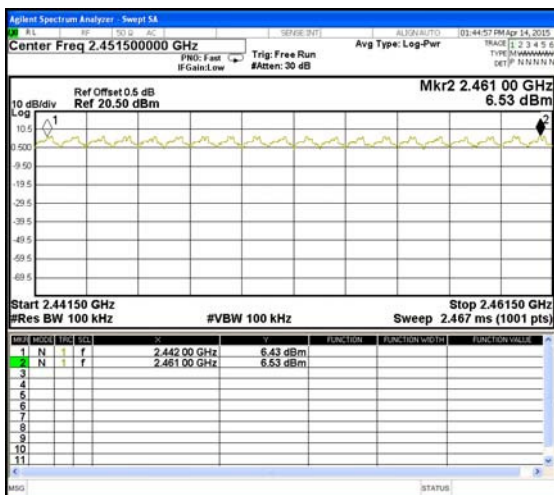 Agilent Spectrum Analyzer - Swept SA
RL RF 50 Ω AC SENSE:INT ALIGN AUTO 01:44:57 PM Apr 14, 2015
Center Freq 2.451500000 GHz
PNO: Fast
IFGain:Low
Trig: Free Run
#Atten: 30 dB
Avg Type: Log-Pwr
TRACE 1 2 3 4 5 6
TYPE M
DET P N N N N N
Ref Offset 0.5 dB
Ref 20.50 dBm
10 dB/div
Log
Mkr2 2.461 00 GHz
6.53 dBm
1
2
10.5
0.500
-9.50
-19.5
-29.5
-39.5
-49.5
-59.5
-69.5
Start 2.44150 GHz
Stop 2.46150 GHz
#Res BW 100 kHz
#VBW 100 kHz
Sweep 2.467 ms (1001 pts)
MKR MODE TRC SCL X Y FUNCTION FUNCTION WIDTH FUNCTION VALUE
1 N 1 f 2.442 00 GHz 6.43 dBm
2 N 1 f 2.461 00 GHz 6.53 dBm
3
4
5
6
7
8
9
10
11
MSG
STATUS